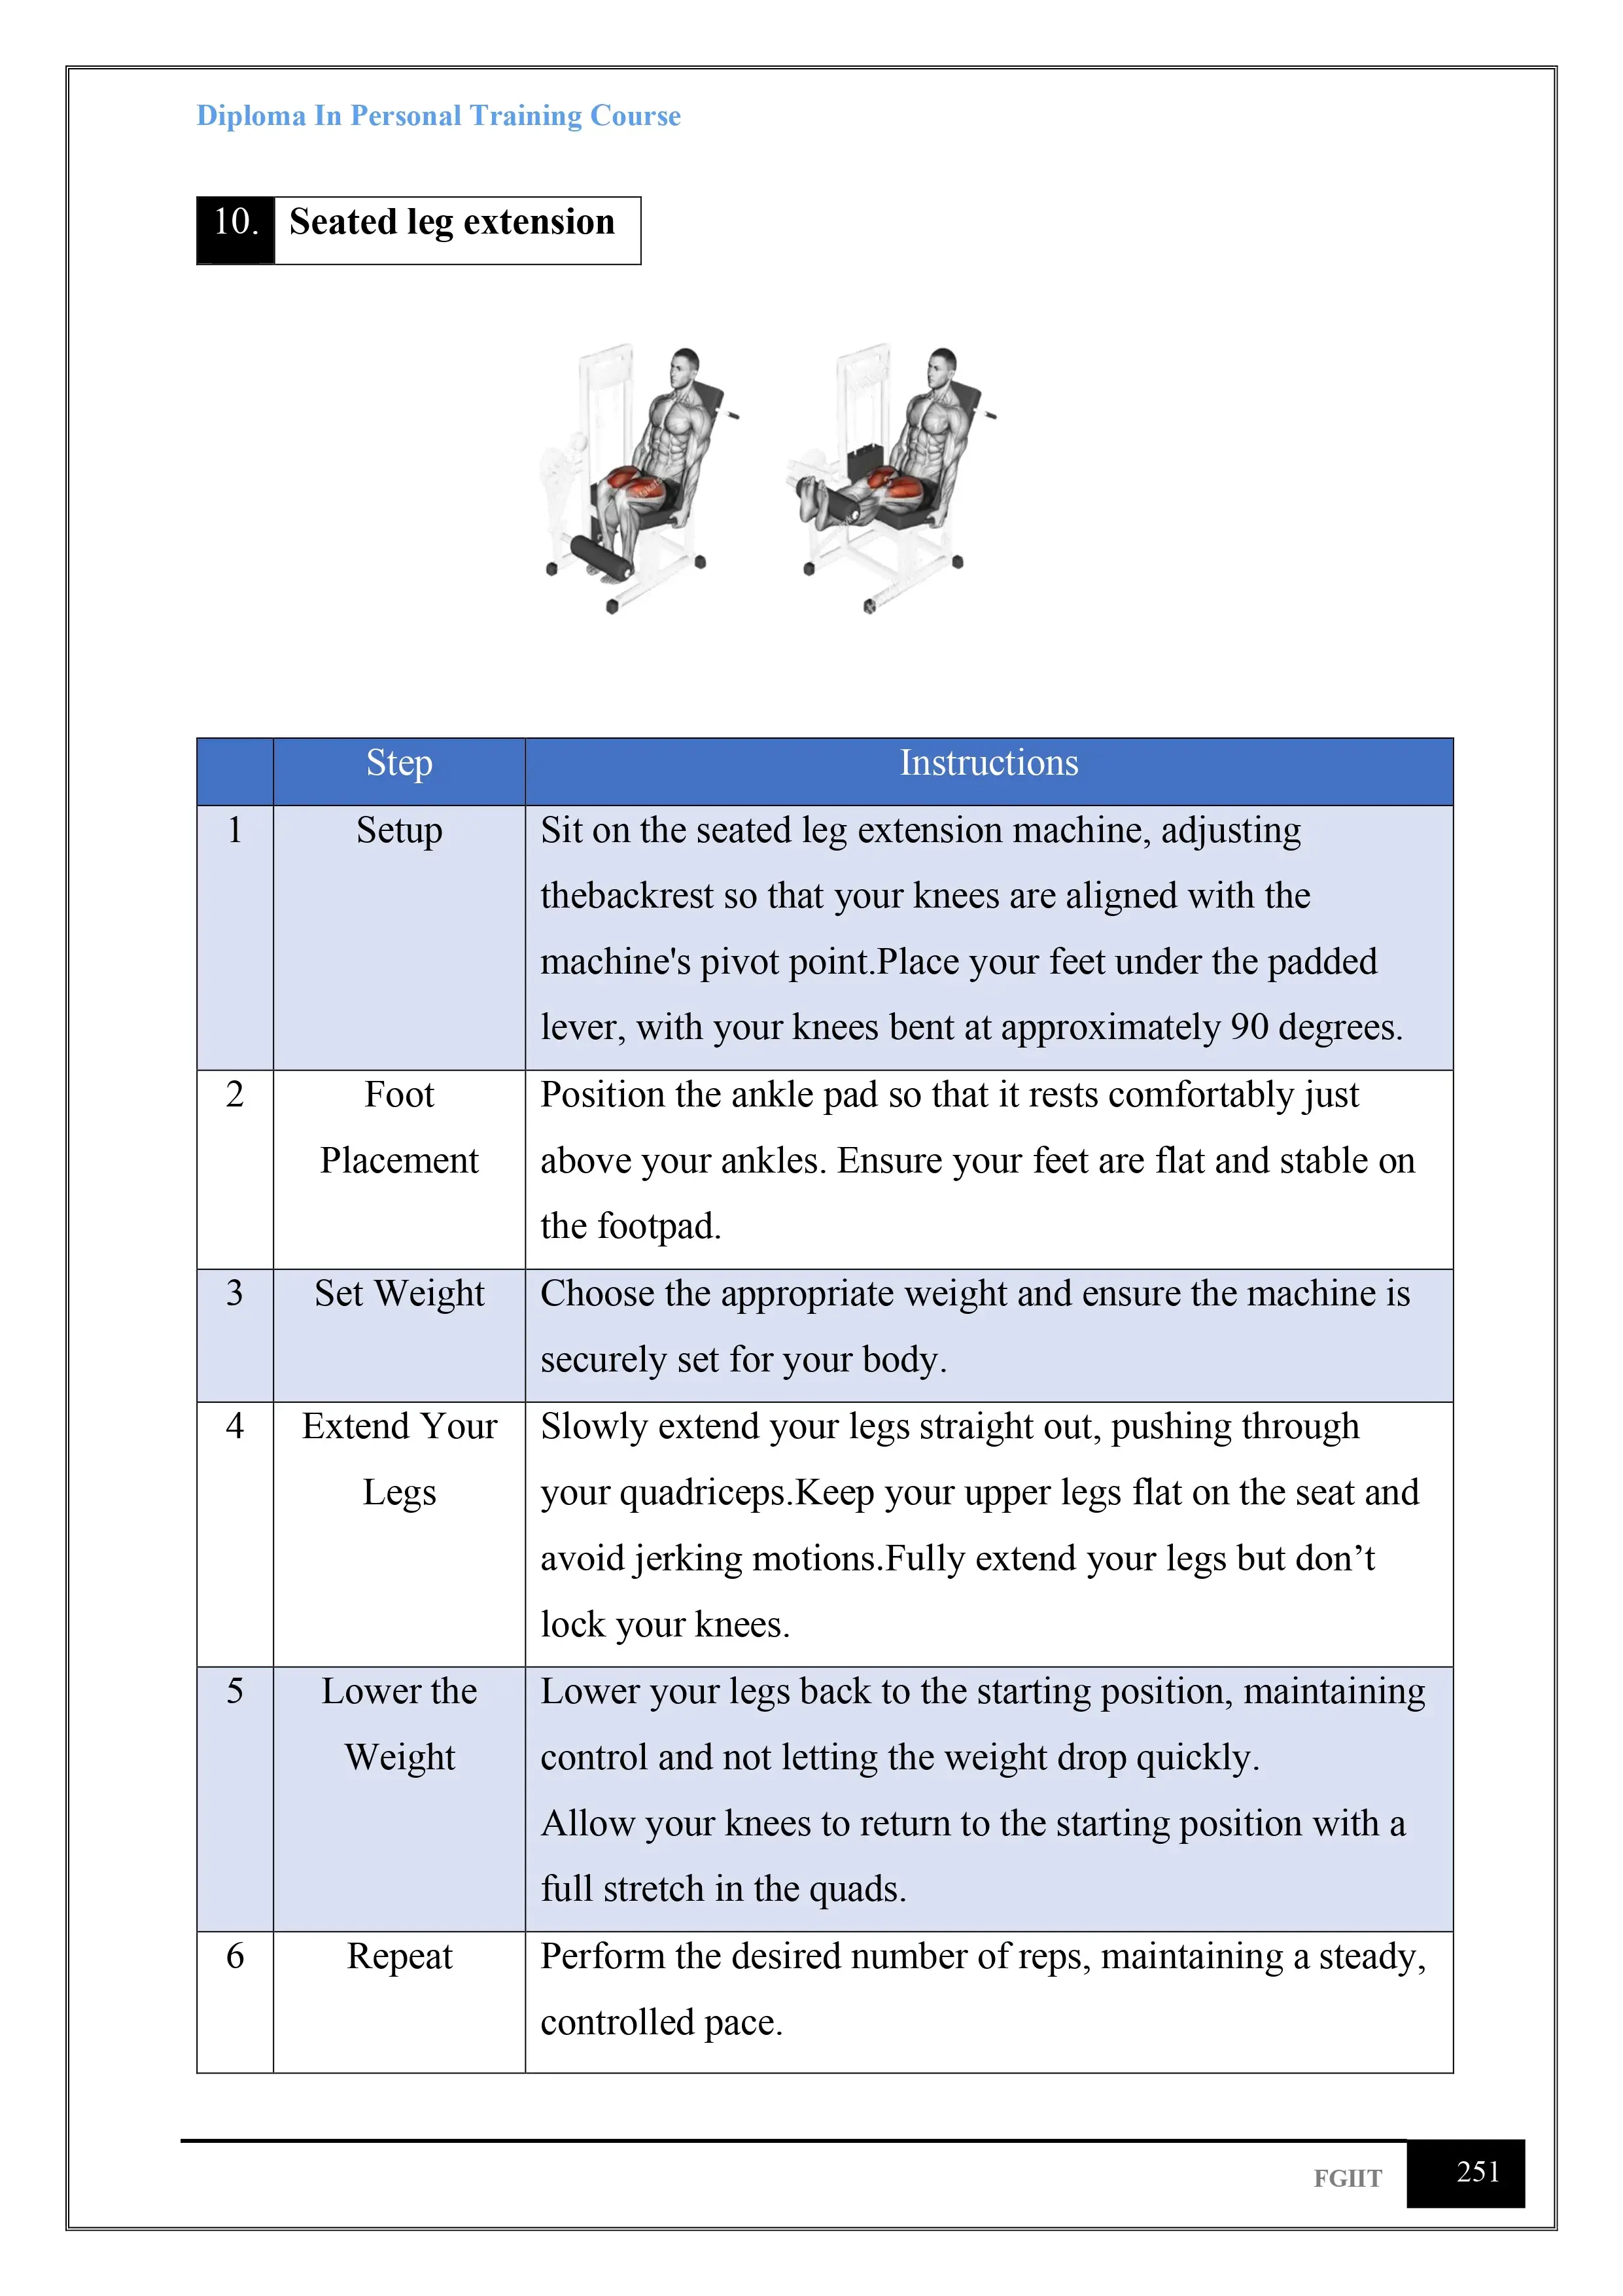 Diploma In Personal Training Course
10. Seated leg extension
Step Instructions
1 Setup Sit on the seated leg extension machine, adjusting
thebackrest so that your knees are aligned with the
machine's pivot point.Place your feet under the padded
lever, with your knees bent at approximately 90 degrees.
2 Foot Position the ankle pad so that it rests comfortably just
Placement above your ankles. Ensure your feet are flat and stable on
the footpad.
3 Set Weight Choose the appropriate weight and ensure the machine is
securely set for your body.
4 Extend Your Slowly extend your legs straight out, pushing through
Legs your quadriceps.Keep your upper legs flat on the seat and
avoid jerking motions.Fully extend your legs but don’t
lock your knees.
5 Lower the Lower your legs back to the starting position, maintaining
Weight control and not letting the weight drop quickly.
Allow your knees to return to the starting position with a
full stretch in the quads.
6 Repeat Perform the desired number of reps, maintaining a steady,
controlled pace.
FGIIT 251